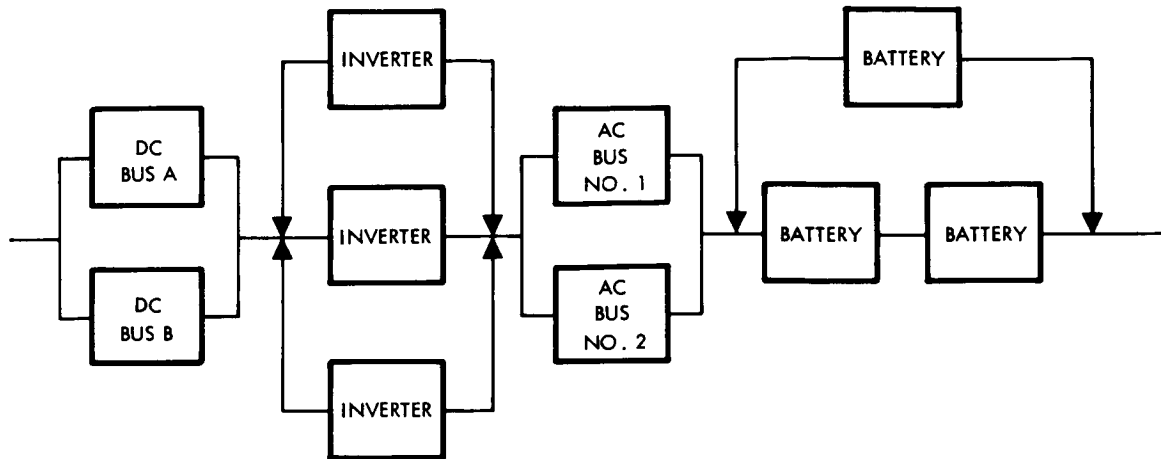 INVERTER
BATTERY
DC
BUS A
AC
BUS
NO. 1
INVERTER
BATTERY
BATTERY
DC
BUS B
AC
BUS
NO. 2
INVERTER